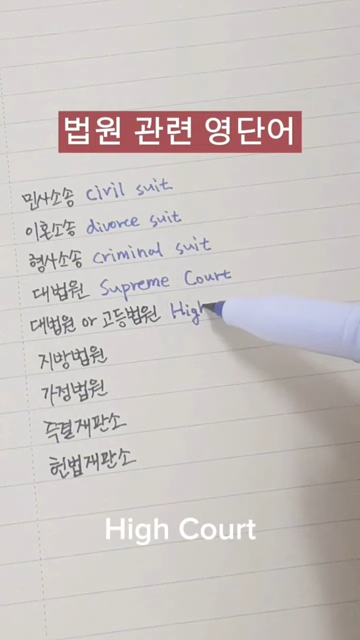 법원 관련 영단어
민사소송 civil suit
이혼소송 divorce suit
형사소송 criminal suit
대법원 Supreme Court
대법원 or 고등법원 High
지방법원
가정법원
즉결재판소
헌법재판소
High Court